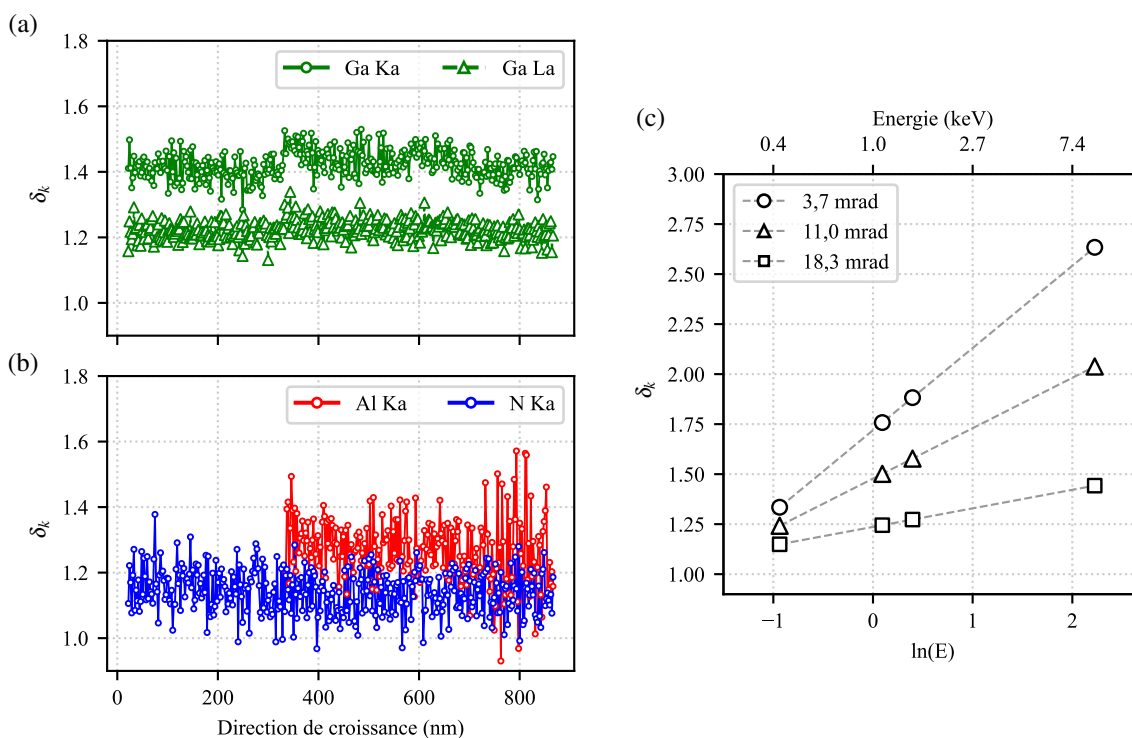 (a)
1.8
1.6
1.4
1.2
1.0
δk
Ga Ka
Ga La
(b)
1.8
1.6
1.4
1.2
1.0
δk
Al Ka
N Ka
0
200
400
600
800
Direction de croissance (nm)
(c)
Energie (keV)
0.4
1.0
2.7
7.4
3.00
2.75
2.50
2.25
2.00
1.75
1.50
1.25
1.00
δk
3,7 mrad
11,0 mrad
18,3 mrad
−1
0
1
2
ln(E)